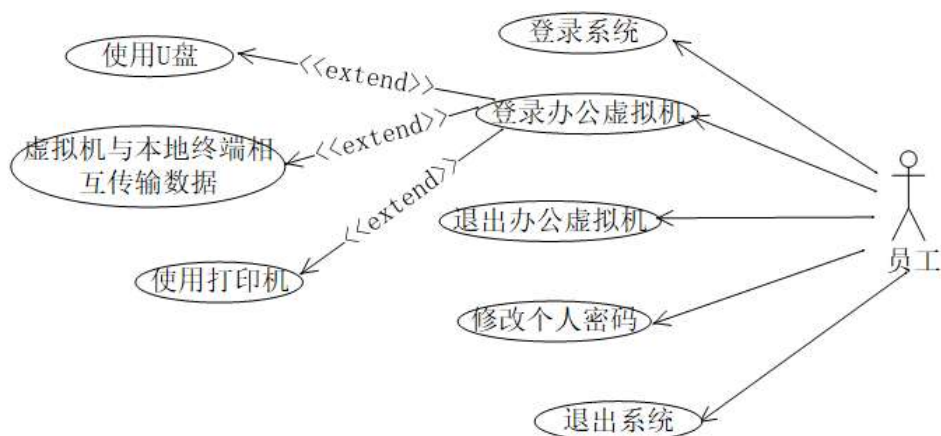 登录系统
使用U盘
<<extend>>
登录办公虚拟机
<<extend>>
虚拟机与本地终端相
互传输数据
<<extend>>
退出办公虚拟机
员工
使用打印机
修改个人密码
退出系统